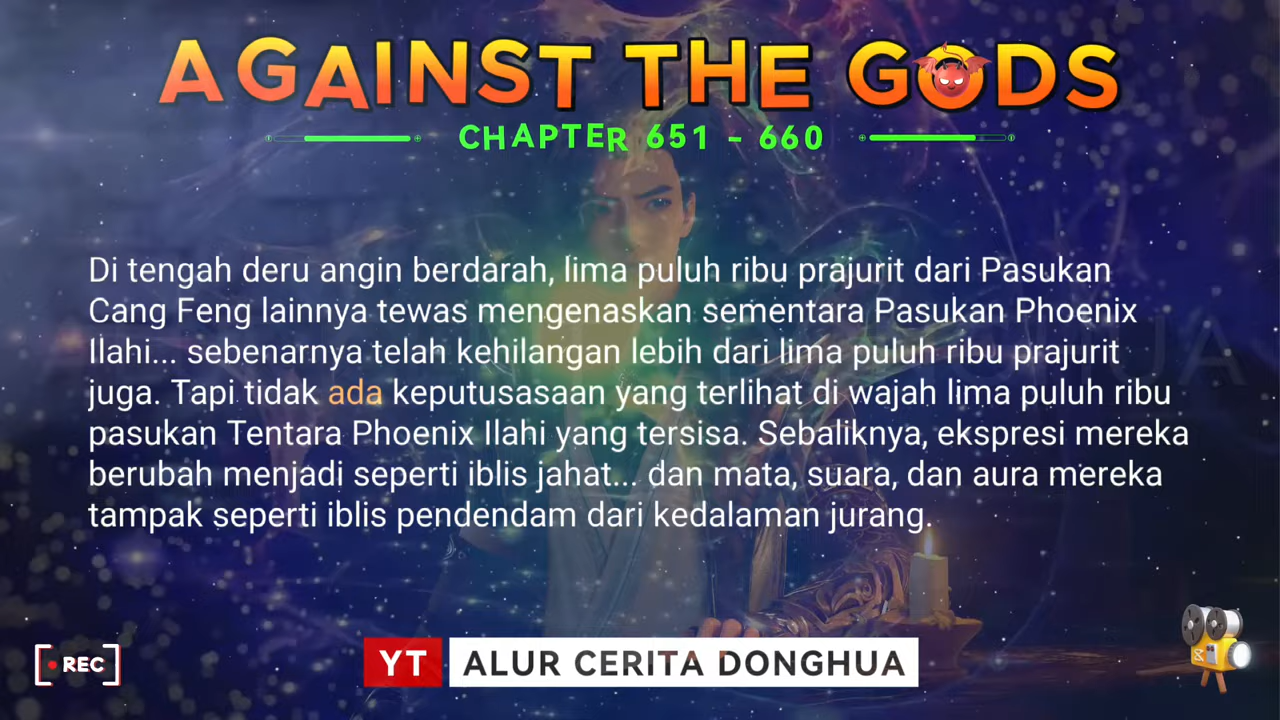 AGAINST THE GODS
CHAPTER 651 - 660
Di tengah deru angin berdarah, lima puluh ribu prajurit dari Pasukan
Cang Feng lainnya tewas mengenaskan sementara Pasukan Phoenix
Ilahi... sebenarnya telah kehilangan lebih dari lima puluh ribu prajurit
juga. Tapi tidak ada keputusasaan yang terlihat di wajah lima puluh ribu
pasukan Tentara Phoenix Ilahi yang tersisa. Sebaliknya, ekspresi mereka
berubah menjadi seperti iblis jahat... dan mata, suara, dan aura mereka
tampak seperti iblis pendendam dari kedalaman jurang.
REC
YT ALUR CERITA DONGHUA